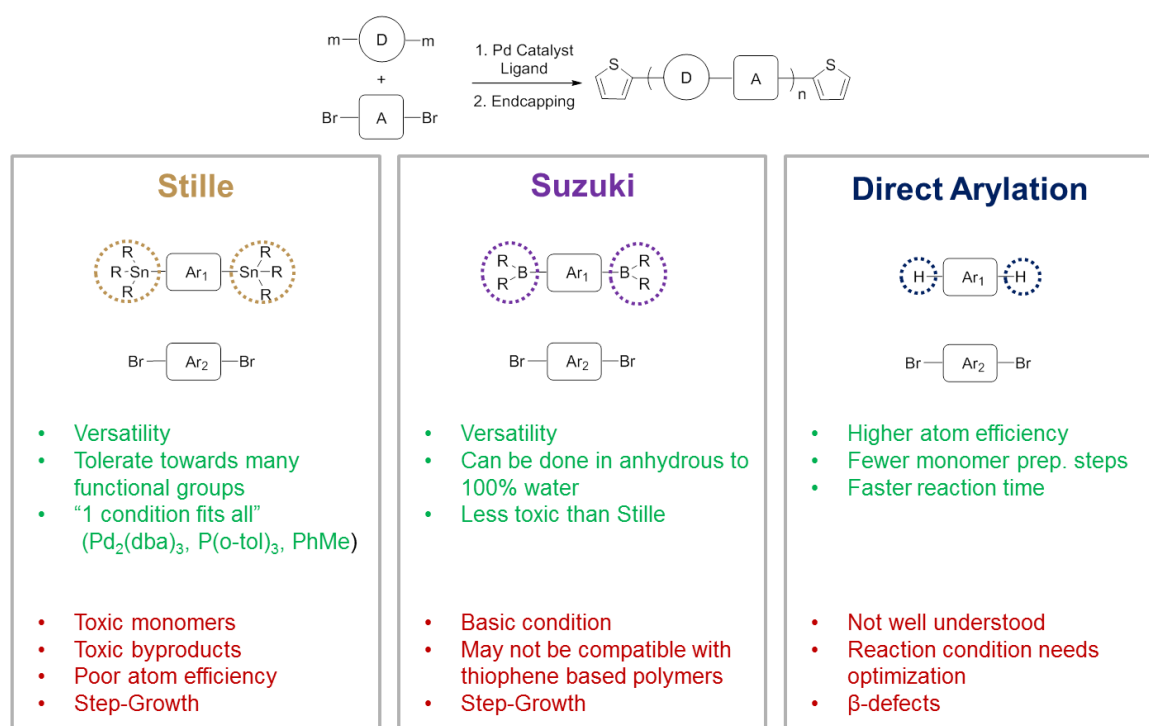 m D m
+
Br A Br
1. Pd Catalyst
Ligand
2. Endcapping
S ( D A )n S
Stille
R R R Sn Ar₁ Sn R R R
Br Ar₂ Br
• Versatility
• Tolerate towards many
functional groups
• “1 condition fits all”
(Pd₂(dba)₃, P(o-tol)₃, PhMe)
• Toxic monomers
• Toxic byproducts
• Poor atom efficiency
• Step-Growth
Suzuki
R R B Ar₁ B R R
Br Ar₂ Br
• Versatility
• Can be done in anhydrous to
100% water
• Less toxic than Stille
• Basic condition
• May not be compatible with
thiophene based polymers
• Step-Growth
Direct Arylation
H Ar₁ H
Br Ar₂ Br
• Higher atom efficiency
• Fewer monomer prep. steps
• Faster reaction time
• Not well understood
• Reaction condition needs
optimization
• β-defects